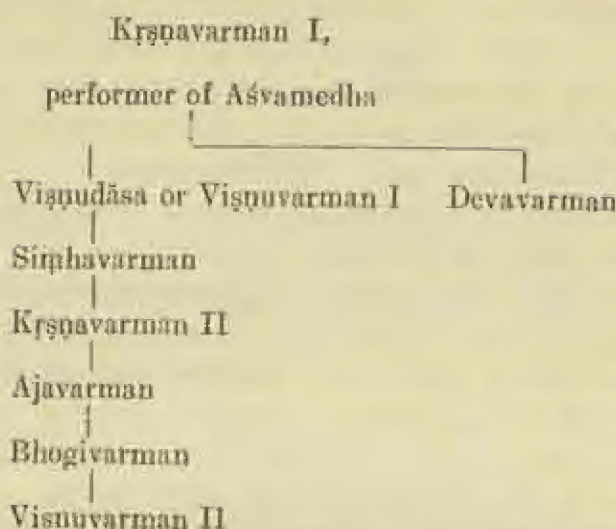 Kṛṣṇavarman I,
performer of Aśvamedha
Viṣṇudāsa or Viṣṇuvarman I Devavarman
Siṃhavarman
Kṛṣṇavarman II
Ajavarman
Bhogivarman
Viṣṇuvarman II